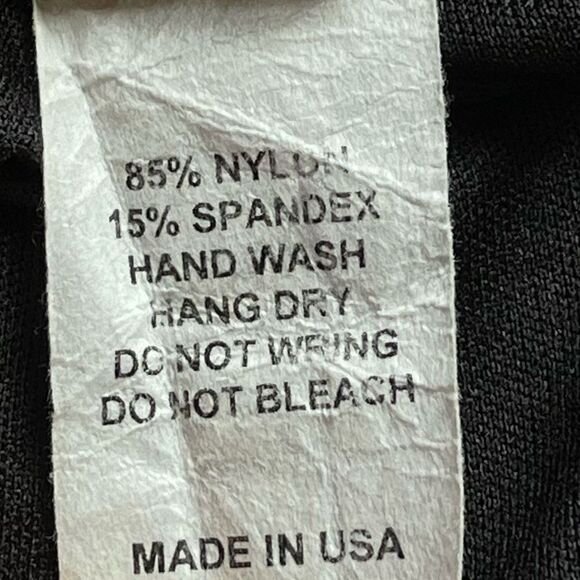 85% NYLON
15% SPANDEX
HAND WASH
HANG DRY
DO NOT WRING
DO NOT BLEACH
MADE IN USA